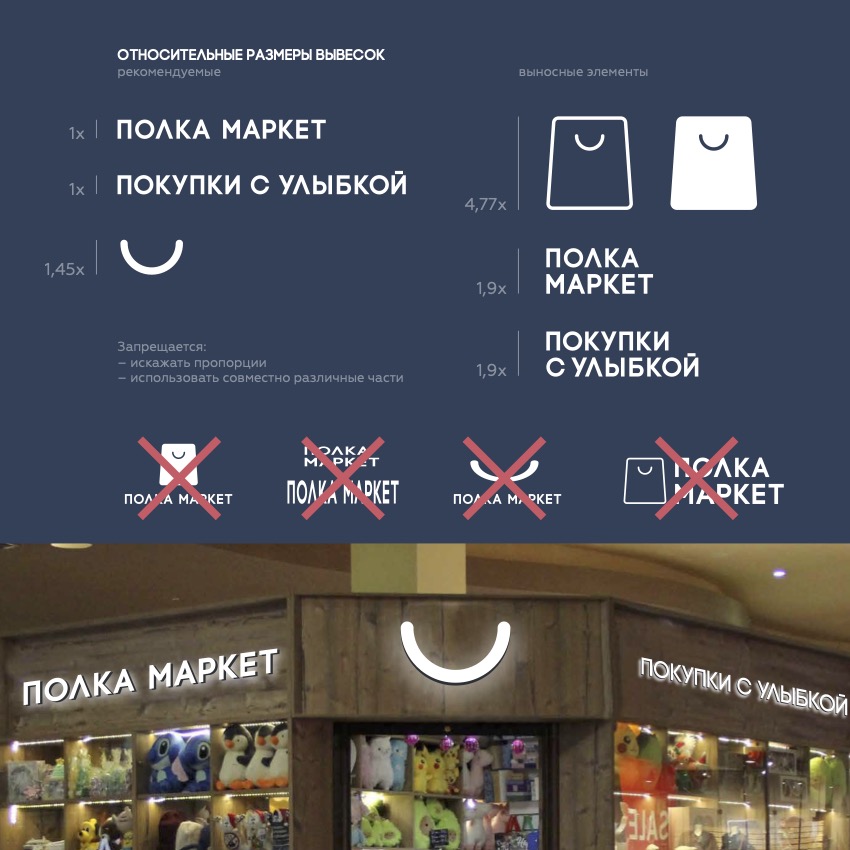 ОТНОСИТЕЛЬНЫЕ РАЗМЕРЫ ВЫВЕСОК
рекомендуемые
1x
ПОЛКА МАРКЕТ
1x
ПОКУПКИ С УЛЫБКОЙ
1,45x
выносные элементы
4,77x
1,9x
ПОЛКА
МАРКЕТ
1,9x
ПОКУПКИ
С УЛЫБКОЙ
Запрещается:
– искажать пропорции
– использовать совместно различные части
ПОЛКА МАРКЕТ
ПОЛКА
МАРКЕТ
ПОЛКА МАРКЕТ
ПОЛКА МАРКЕТ
ПОЛКА
МАРКЕТ
ПОЛКА МАРКЕТ
ПОКУПКИ С УЛЫБКОЙ
SALE